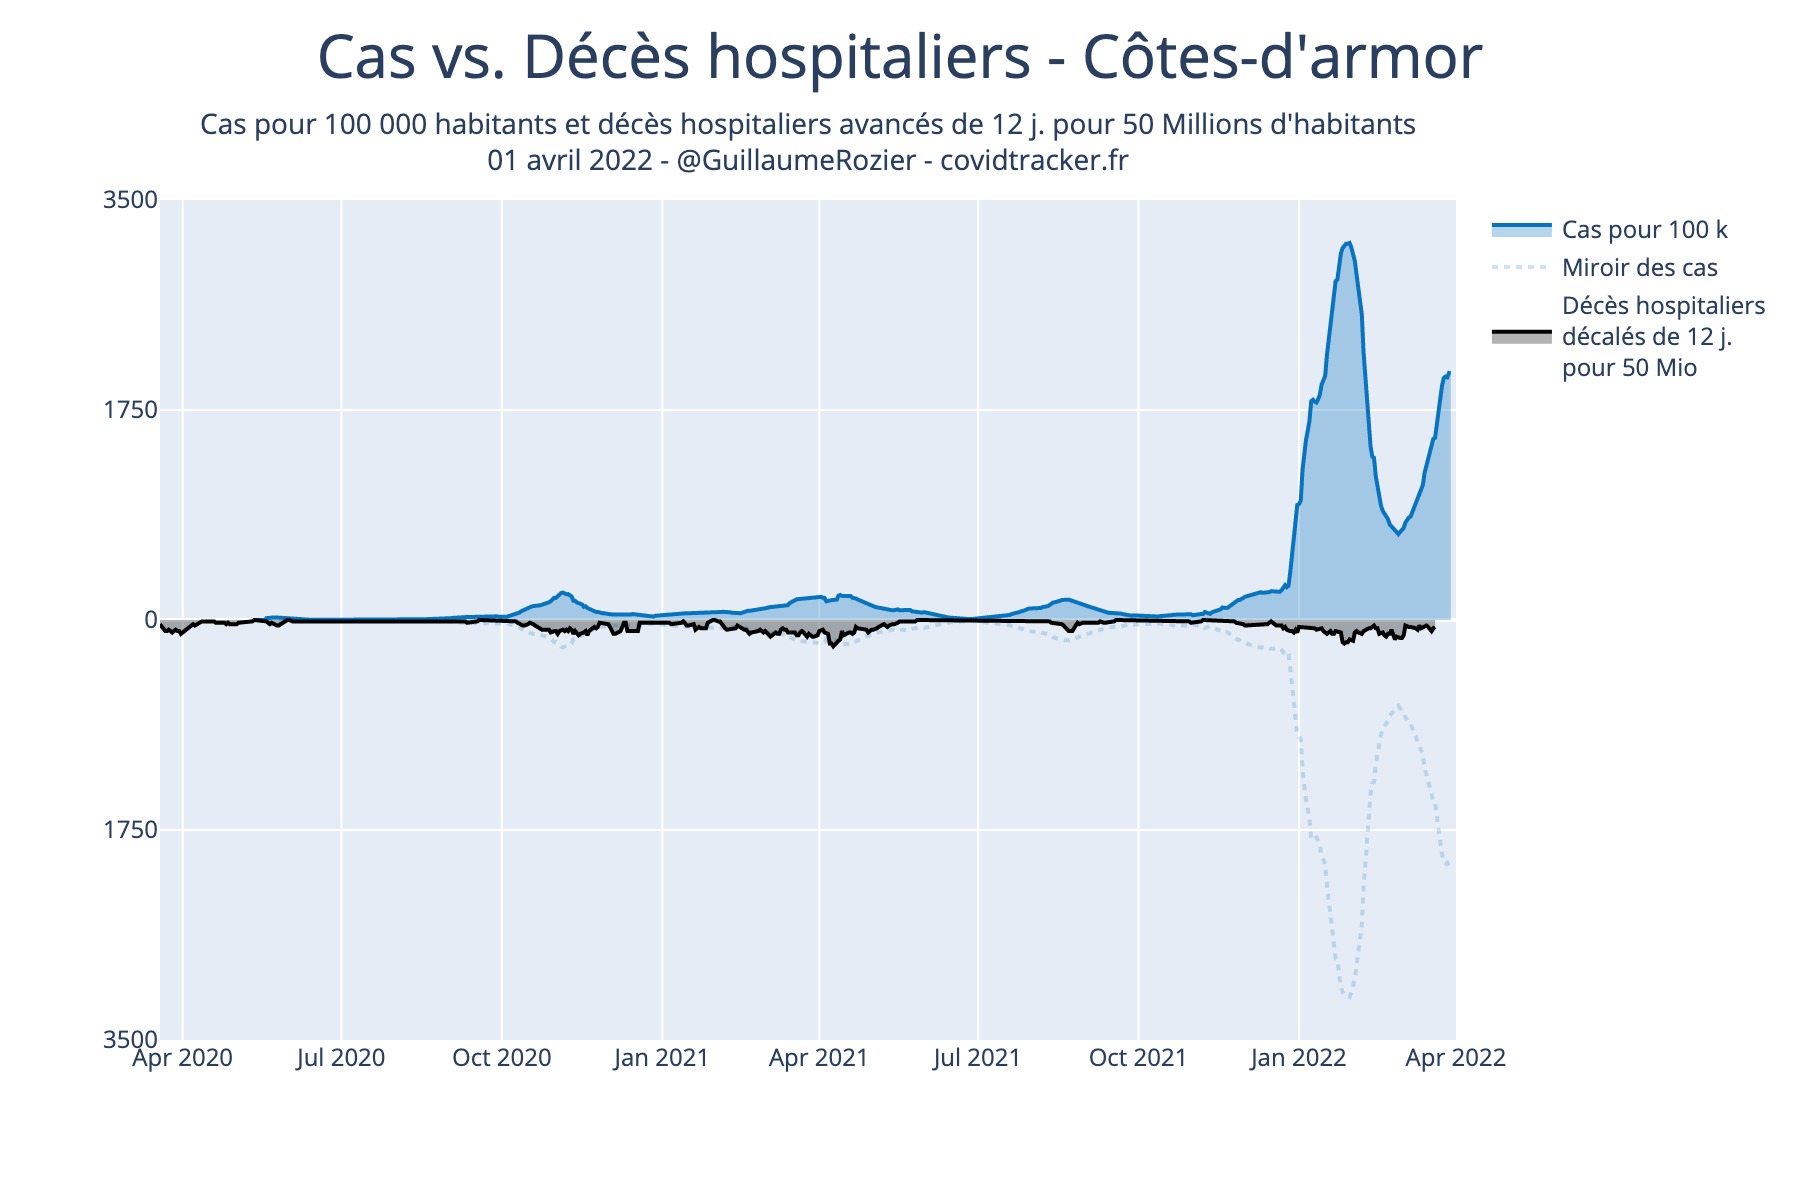 Cas vs. Décès hospitaliers - Côtes-d'armor
Cas pour 100 000 habitants et décès hospitaliers avancés de 12 j. pour 50 Millions d'habitants
01 avril 2022 - @GuillaumeRozier - covidtracker.fr
3500
1750
0
1750
3500
Apr 2020
Jul 2020
Oct 2020
Jan 2021
Apr 2021
Jul 2021
Oct 2021
Jan 2022
Apr 2022
Cas pour 100 k
Miroir des cas
Décès hospitaliers
décalés de 12 j.
pour 50 Mio